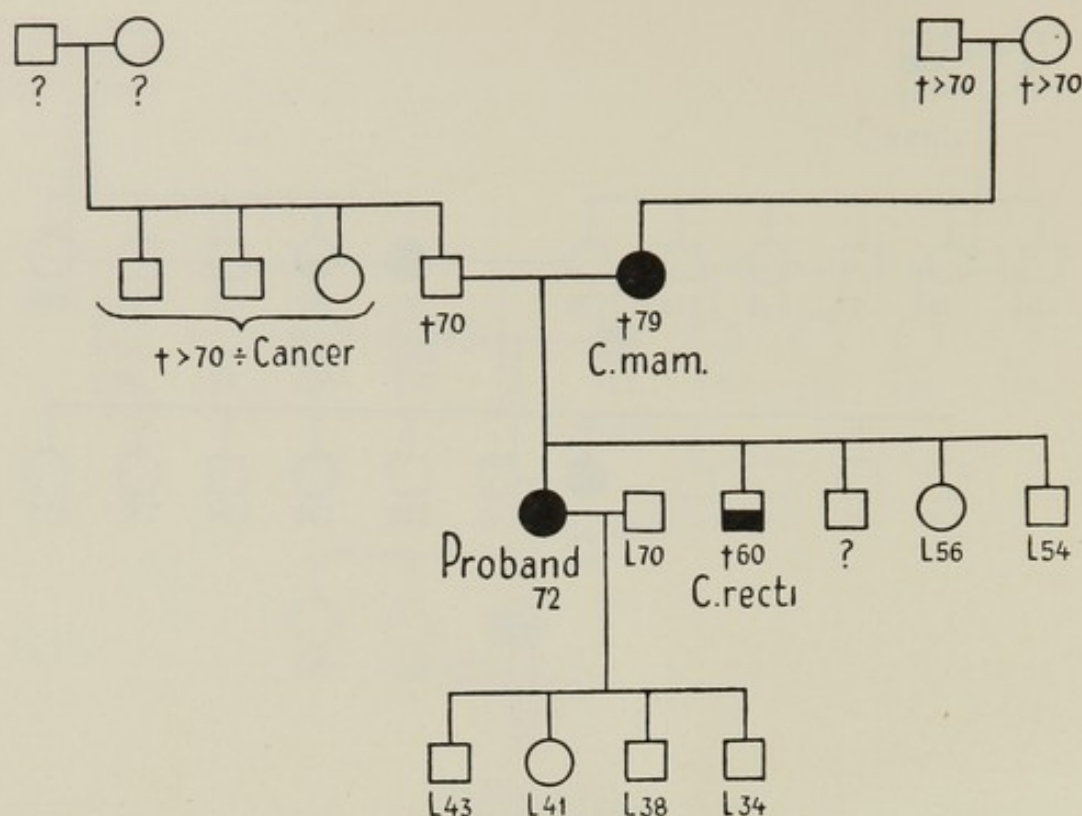 ? ?
†>70 †>70
†>70 ÷ Cancer
†70
†79
C.mam.
Proband
72
L70
†60
C.recti
?
L56
L54
L43 L41 L38 L34